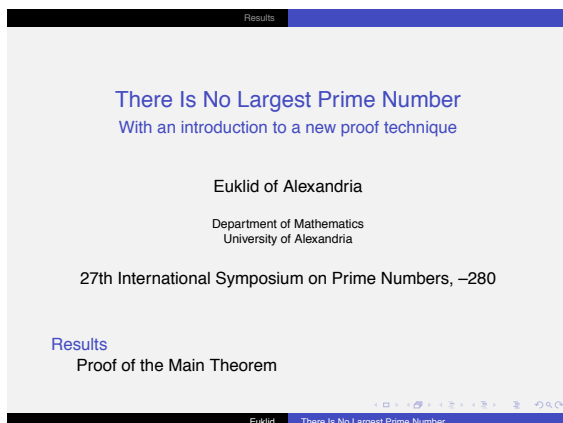 Results
There Is No Largest Prime Number
With an introduction to a new proof technique
Euklid of Alexandria
Department of Mathematics
University of Alexandria
27th International Symposium on Prime Numbers, –280
Results
Proof of the Main Theorem
Euklid There Is No Largest Prime Number